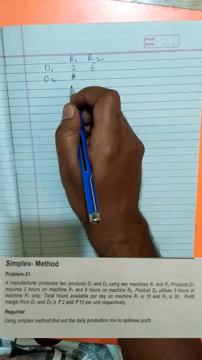 R₁ R₂
D₁ 2 6
D₂
Simplex- Method
Problem-21
A manufacturer produces two products D₁ and D₂ using two machines R₁ and R₂ Products D₁
requires 2 hours on machine R₁ and 6 hours on machine R₂. Product D₂ utilises 5 hours of
machine R₁ only. Total hours available per day on machine R₁ is 16 and R₂ is 30. Profit
margin from D₁ and D₂ is ₹ 2 and ₹ 10 per unit respectively.
Required
Using simplex method find out the daily production mix to optimise profit.